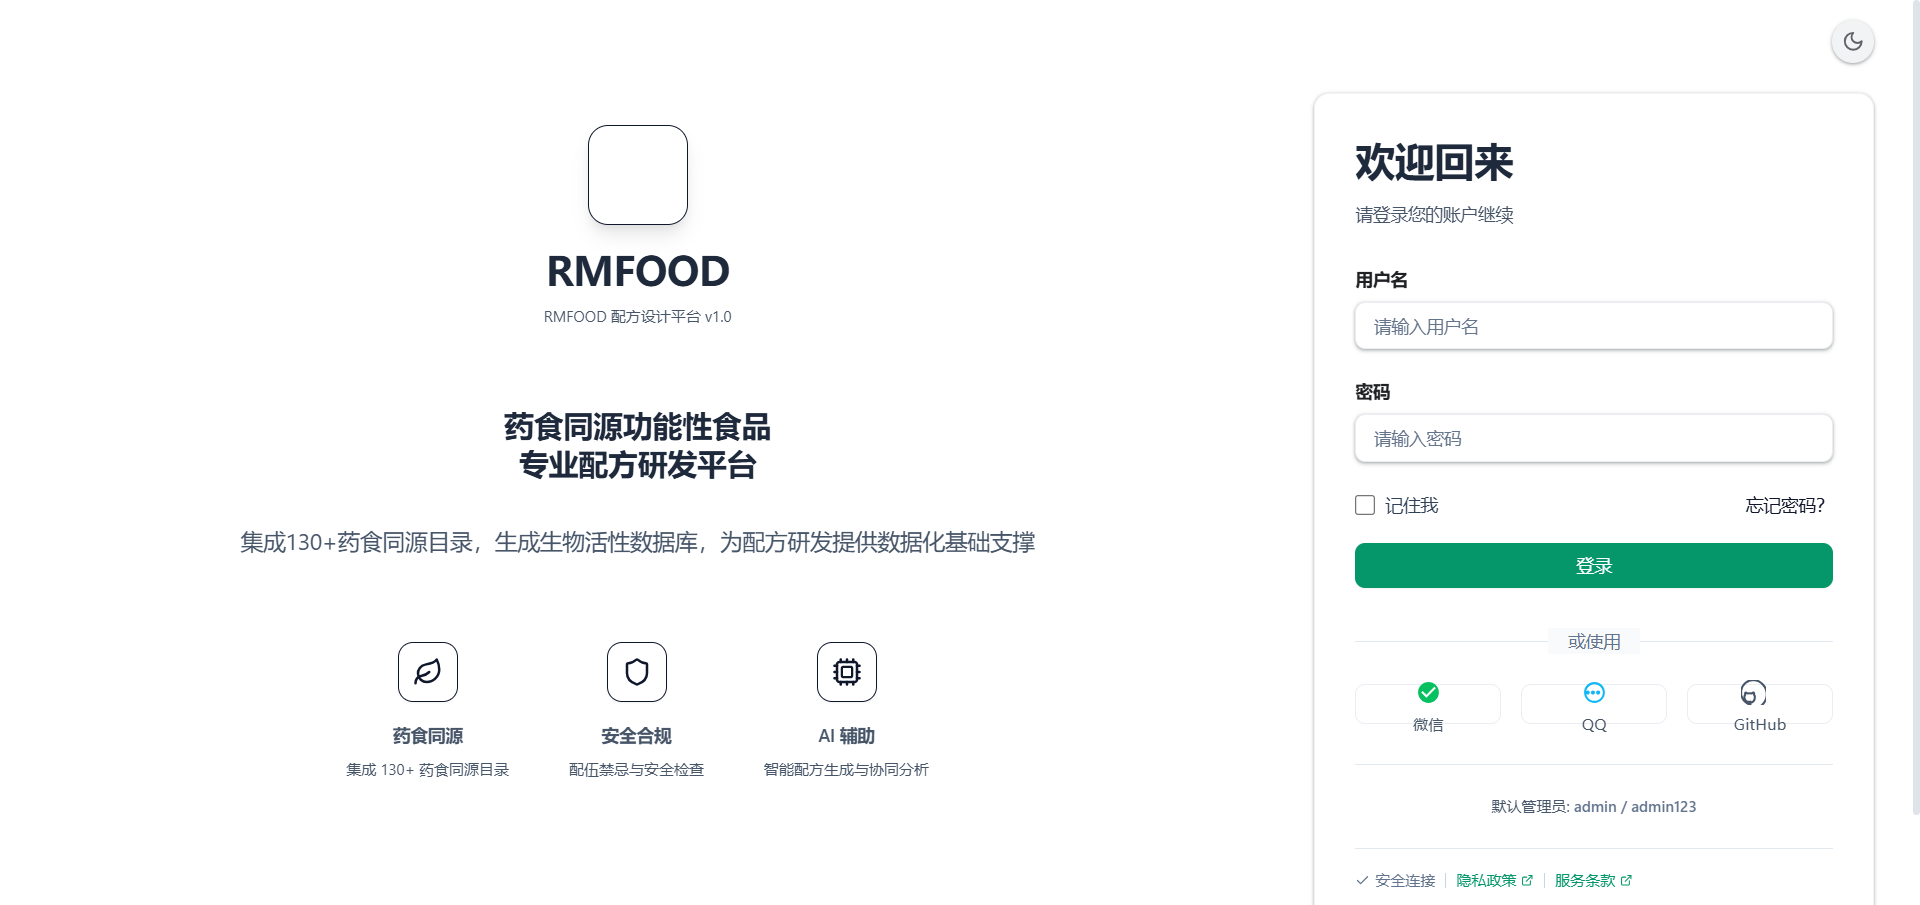 RMFOOD
RMFOOD 配方设计平台 v1.0
药食同源功能性食品
专业配方研发平台
集成130+药食同源目录，生成生物活性数据库，为配方研发提供数据化基础支撑
药食同源
集成 130+ 药食同源目录
安全合规
配伍禁忌与安全检查
AI 辅助
智能配方生成与协同分析
欢迎回来
请登录您的账户继续
用户名
请输入用户名
密码
请输入密码
记住我 忘记密码?
登录
或使用
微信 QQ GitHub
默认管理员: admin / admin123
安全连接 隐私政策 服务条款